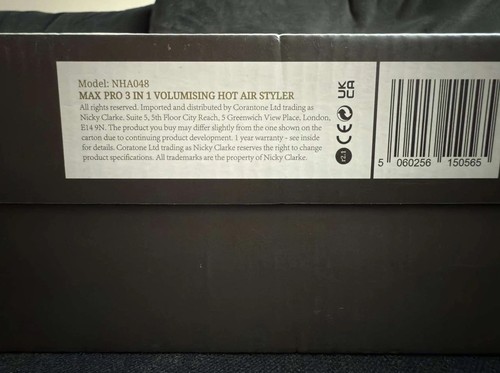 Model: NHA048
MAX PRO 3 IN 1 VOLUMISING HOT AIR STYLER
All rights reserved. Imported and distributed by Corantone Ltd trading as
Nicky Clarke. Suite 5, 5th Floor City Reach, 5 Greenwich View Place, London,
E14 9N. The product you buy may differ slightly from the one shown on the
carton due to continuing product development. 1 year warranty - see inside
for details. Coratone Ltd trading as Nicky Clarke reserves the right to change
product specifications. All trademarks are the property of Nicky Clarke.
UK
CA
CE
r2.1
5 060256 150565